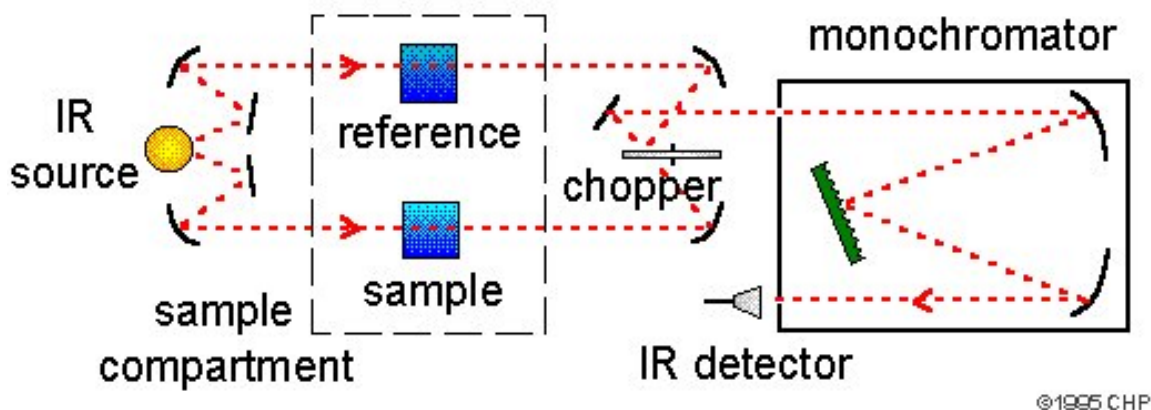 monochromator
IR
source
reference
chopper
sample
sample
compartment
IR detector
©1995 CHP